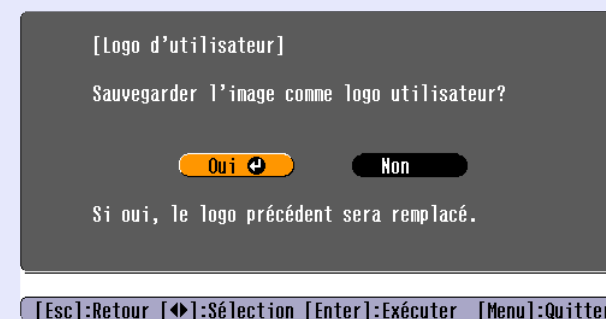 [Logo d'utilisateur]
Sauvegarder l'image comme logo utilisateur?
Oui Non
Si oui, le logo précédent sera remplacé.
[Esc]:Retour [◆]:Sélection [Enter]:Exécuter [Menu]:Quitter